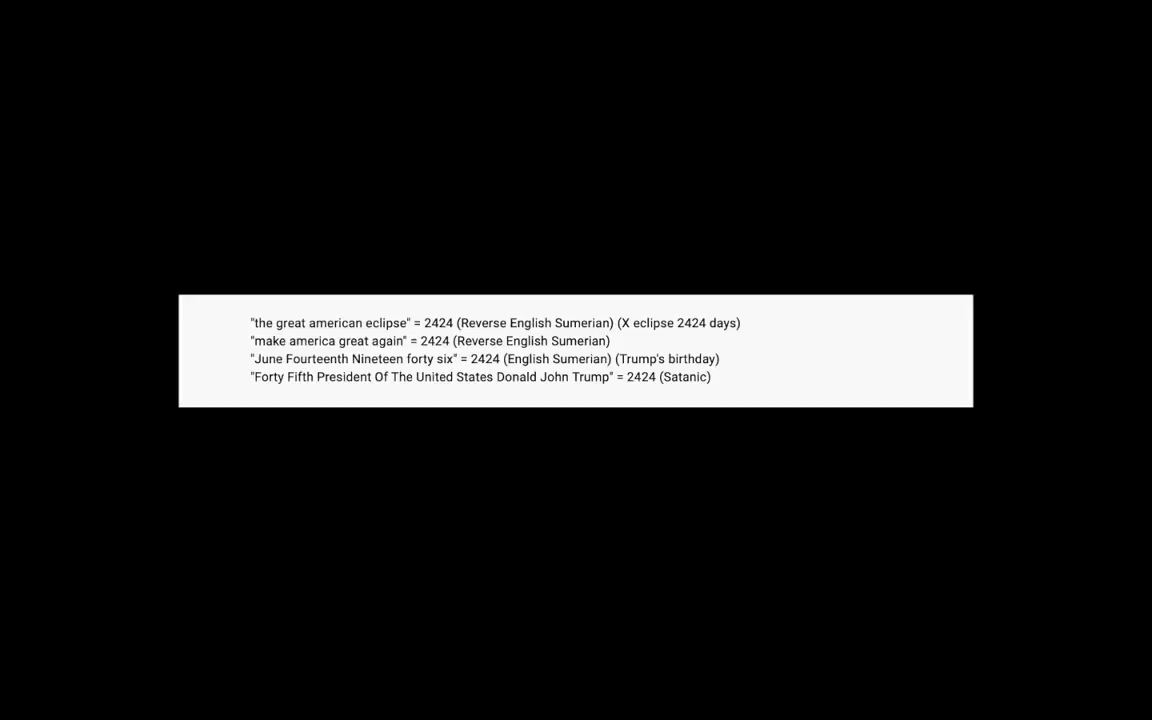 "the great american eclipse" = 2424 (Reverse English Sumerian) (X eclipse 2424 days)
"make america great again" = 2424 (Reverse English Sumerian)
"June Fourteenth Nineteen forty six" = 2424 (English Sumerian) (Trump's birthday)
"Forty Fifth President Of The United States Donald John Trump" = 2424 (Satanic)